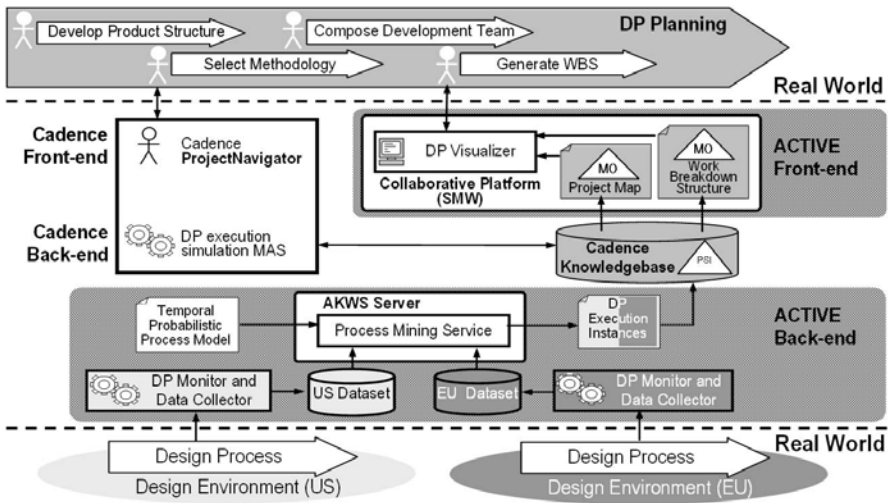 Develop Product Structure
Compose Development Team
DP Planning
Select Methodology
Generate WBS
Real World
Cadence
Front-end
Cadence
ProjectNavigator
DP Visualizer
Collaborative Platform
(SMW)
MO
Project Map
MO
Work
Breakdown
Structure
ACTIVE
Front-end
Cadence
Back-end
DP execution
simulation MAS
Cadence
Knowledgebase
PSI
Temporal
Probabilistic
Process Model
AKWS Server
Process Mining Service
DP
Execution
Instances
ACTIVE
Back-end
DP Monitor and
Data Collector
US Dataset
EU Dataset
DP Monitor and
Data Collector
Real World
Design Process
Design Environment (US)
Design Process
Design Environment (EU)